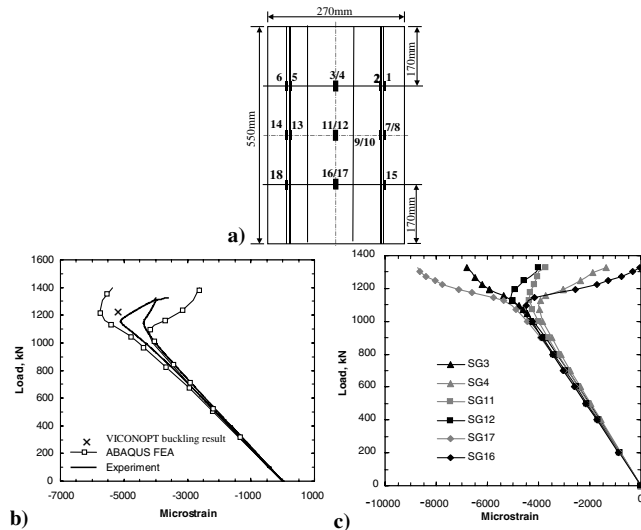 270mm
550mm
170mm
170mm
6 5 3/4 2 1
14 13 11/12 7/8
9/10
18 16/17 15
a)
1600
1400
1200
1000
800
600
400
200
0
Load, kN
VICONOPT buckling result
ABAQUS FEA
Experiment
-7000 -5000 -3000 -1000 1000
Microstrain
b)
1400
1200
1000
800
600
400
200
0
Load, kN
SG3
SG4
SG11
SG12
SG17
SG16
−10000 −8000 −6000 −4000 −2000 0
Microstrain
c)